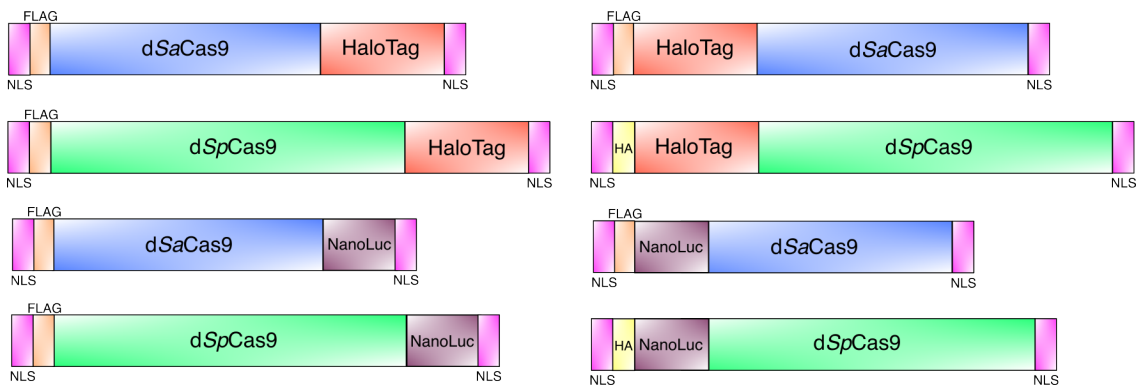 FLAG
dSaCas9 HaloTag
NLS NLS
FLAG
HaloTag dSaCas9
NLS NLS
FLAG
dSpCas9 HaloTag
NLS NLS
HA HaloTag dSpCas9
NLS NLS
FLAG
dSaCas9 NanoLuc
NLS NLS
FLAG
NanoLuc dSaCas9
NLS NLS
FLAG
dSpCas9 NanoLuc
NLS NLS
HA NanoLuc dSpCas9
NLS NLS